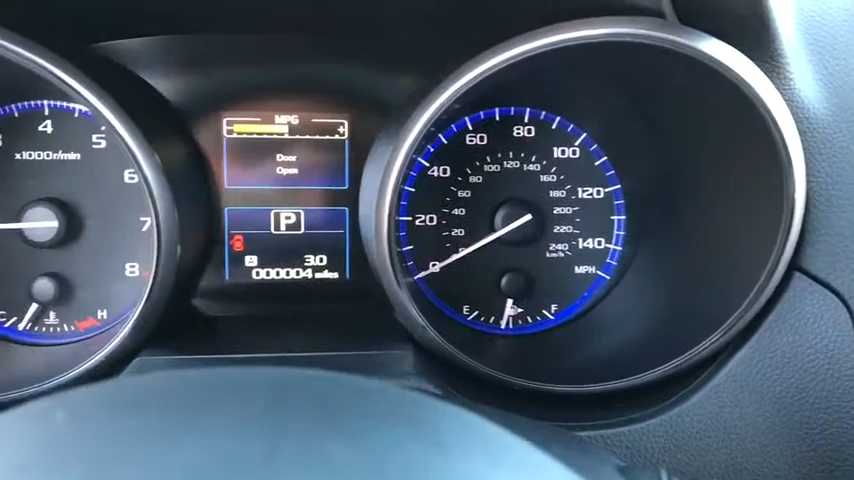 3
4
5
6
7
8
x1000r/min
C
H
MPG
- +
Door
Open
P
A 3.0
000004 miles
0
20
40
60
80
100
120
140
MPH
20
40
60
80
100
120
140
160
180
200
220
240
km/h
E F